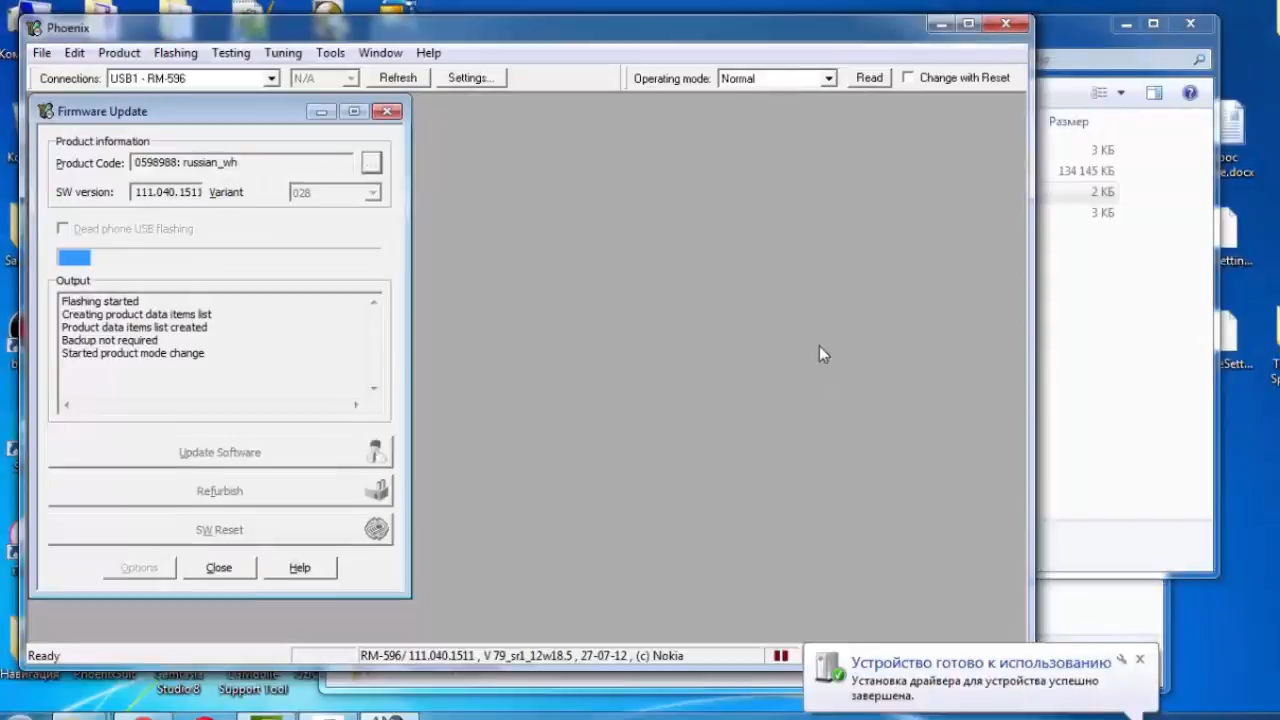 Phoenix
File Edit Product Flashing Testing Tuning Tools Window Help
Connections: USB1 - RM-596 N/A Refresh Settings... Operating mode: Normal Read Change with Reset
Firmware Update
Product information
Product Code: 0598988: russian_wh
SW version: 111.040.1511 Variant 028
Dead phone USB flashing
Output
Flashing started
Creating product data items list
Product data items list created
Backup not required
Started product mode change
Update Software
Refurbish
SW Reset
Options Close Help
Ready RM-596/ 111.040.1511 , V 79_sr1_12w18.5 , 27-07-12 , (c) Nokia
Размер
3 КБ
134 145 КБ
2 КБ
3 КБ
Устройство готово к использованию
Установка драйвера для устройства успешно
завершена.
Навигация
Studio 8
Support Tool